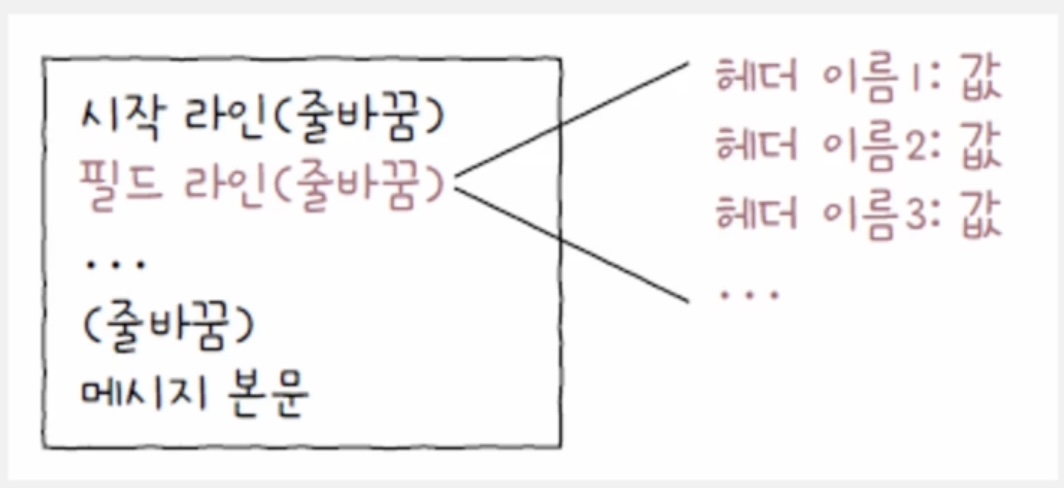 시작 라인(줄바꿈)
필드 라인(줄바꿈)
...
(줄바꿈)
메시지 본문
헤더 이름1: 값
헤더 이름2: 값
헤더 이름3: 값
...